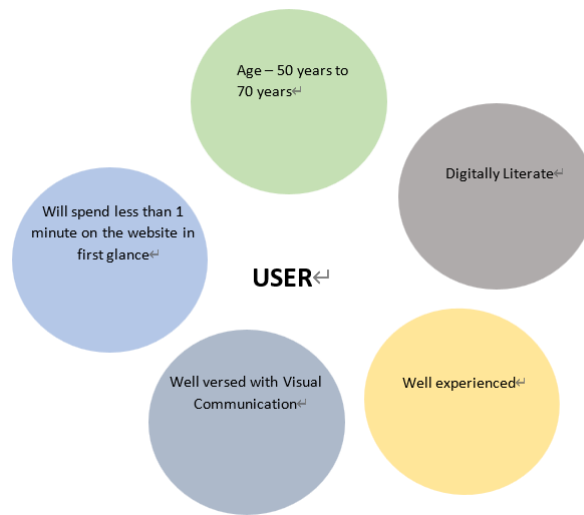 Age – 50 years to
70 years↵
Digitally Literate↵
Will spend less than 1
minute on the website in
first glance↵
USER↵
Well versed with Visual
Communication↵
Well experienced↵